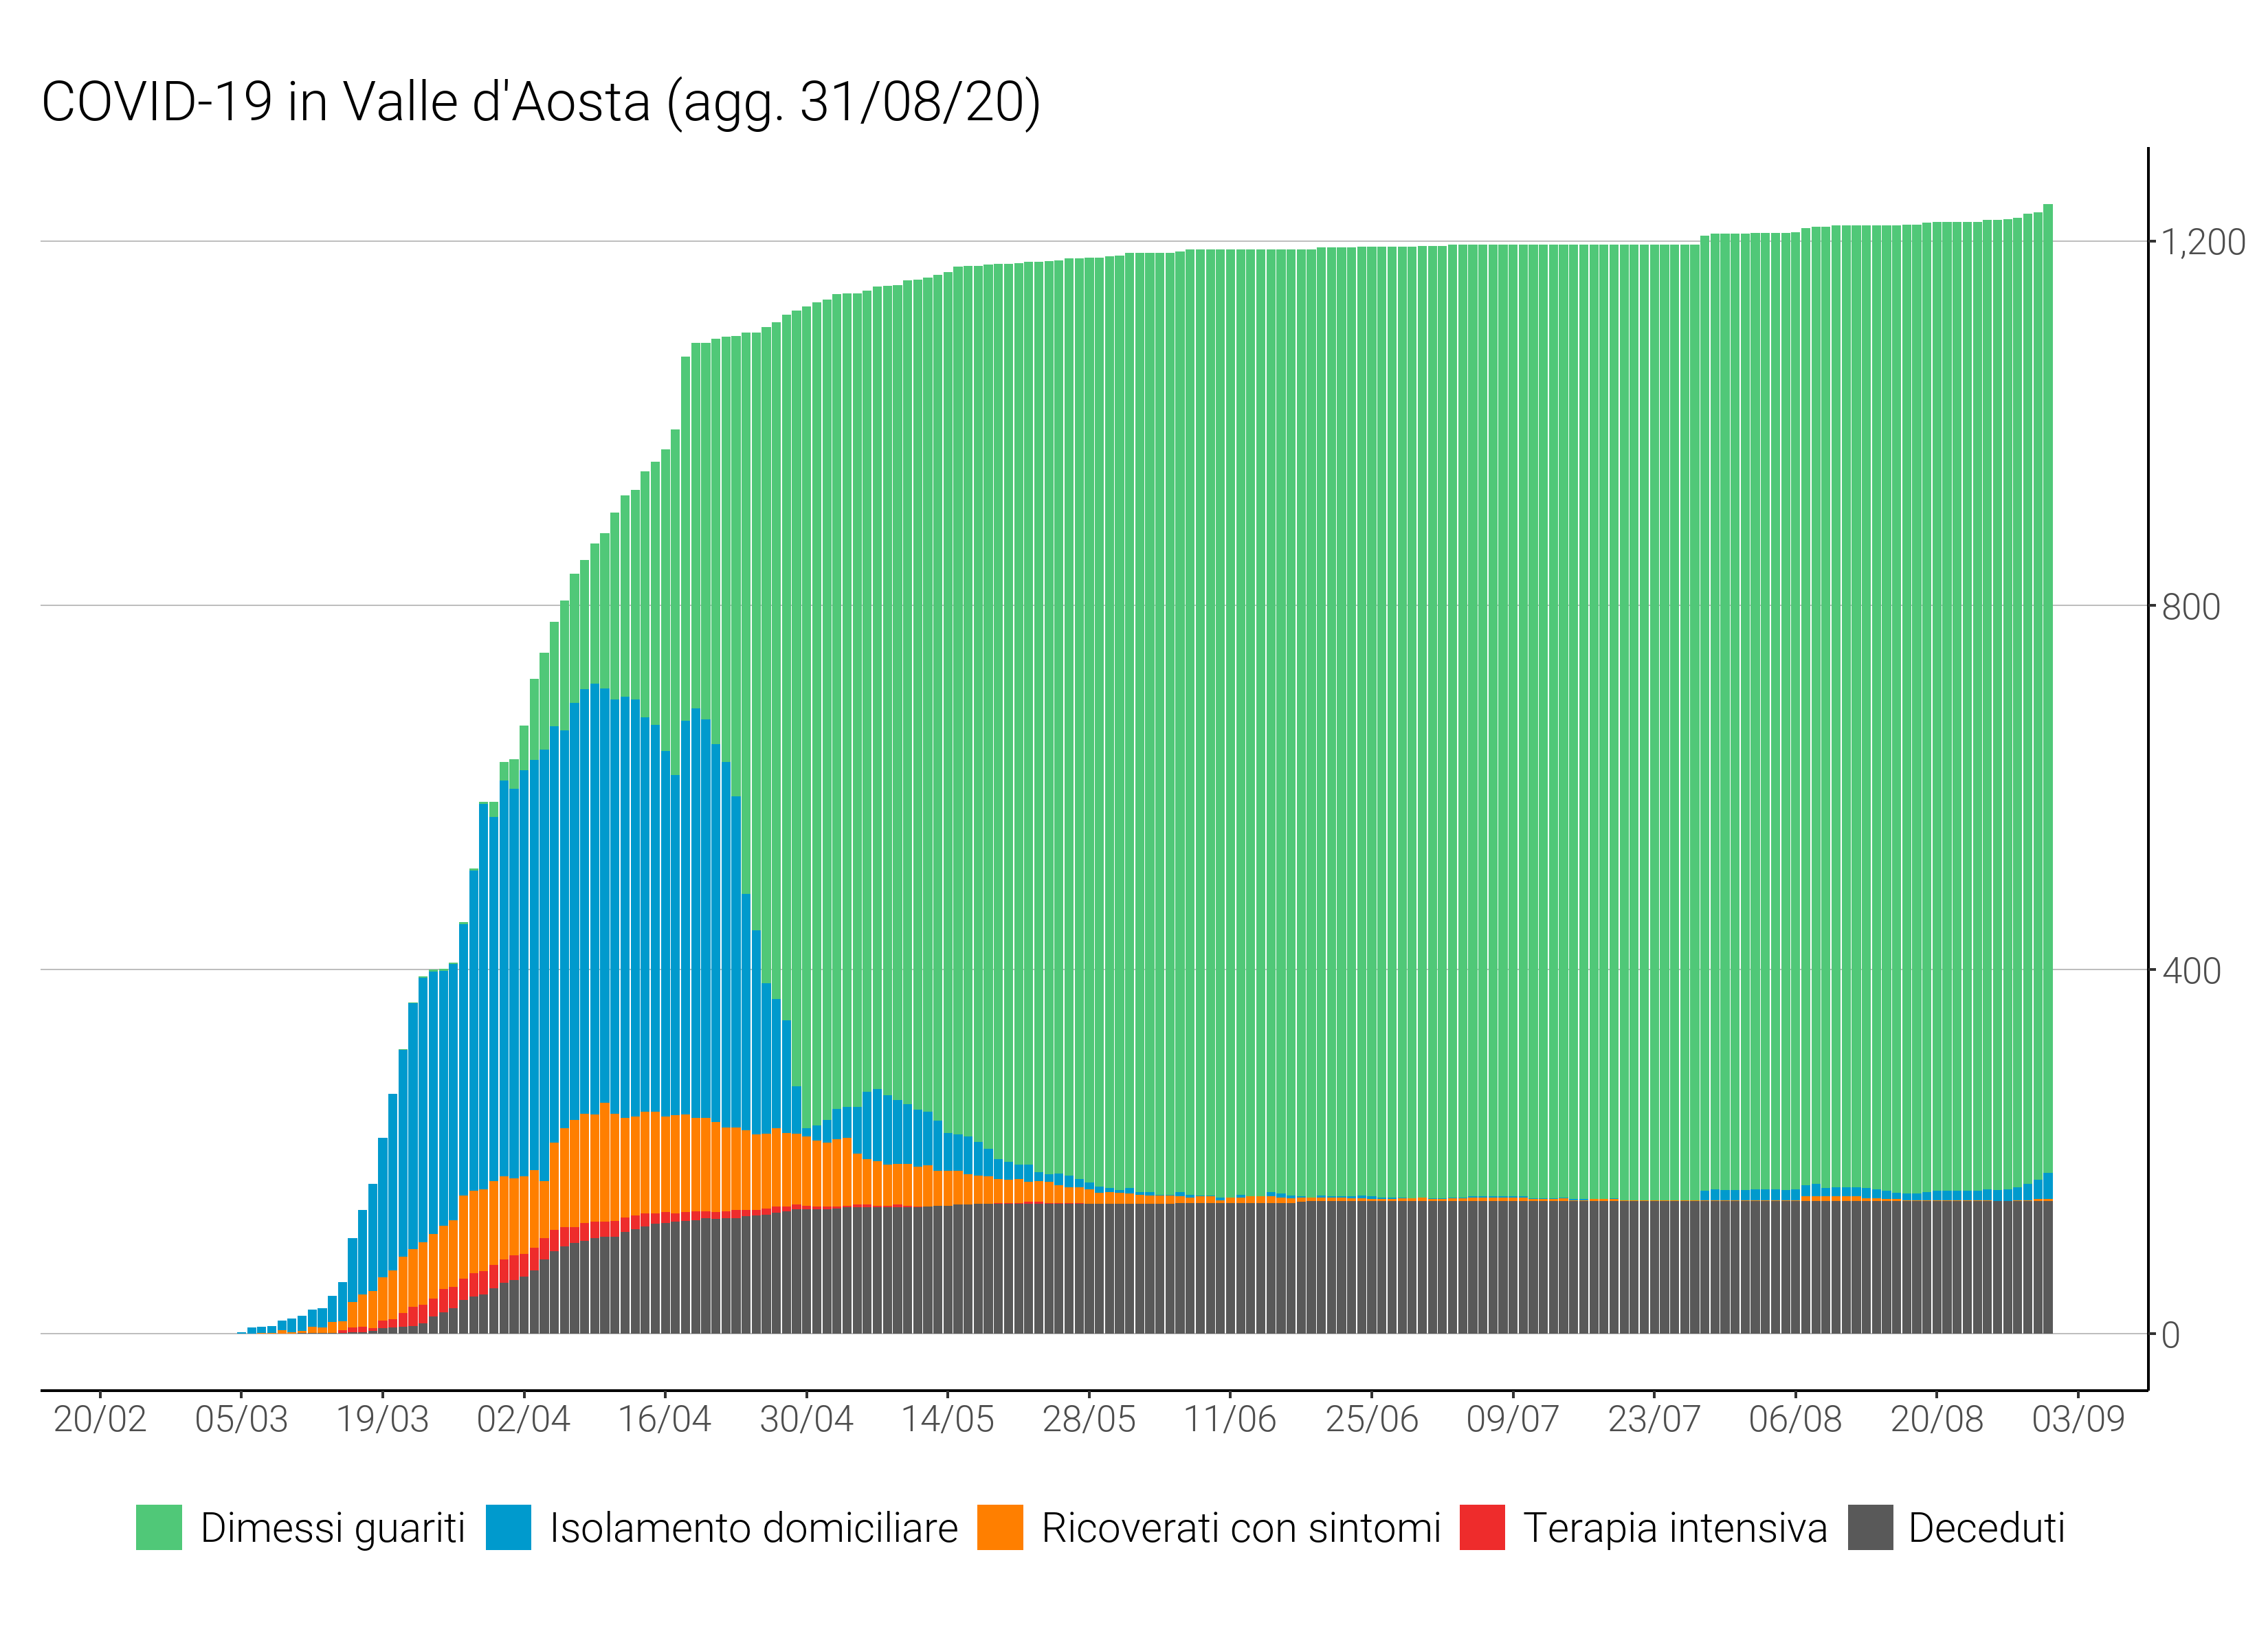 COVID-19 in Valle d'Aosta (agg. 31/08/20)
1,200
800
400
0
20/02 05/03 19/03 02/04 16/04 30/04 14/05 28/05 11/06 25/06 09/07 23/07 06/08 20/08 03/09
Dimessi guariti Isolamento domiciliare Ricoverati con sintomi Terapia intensiva Deceduti